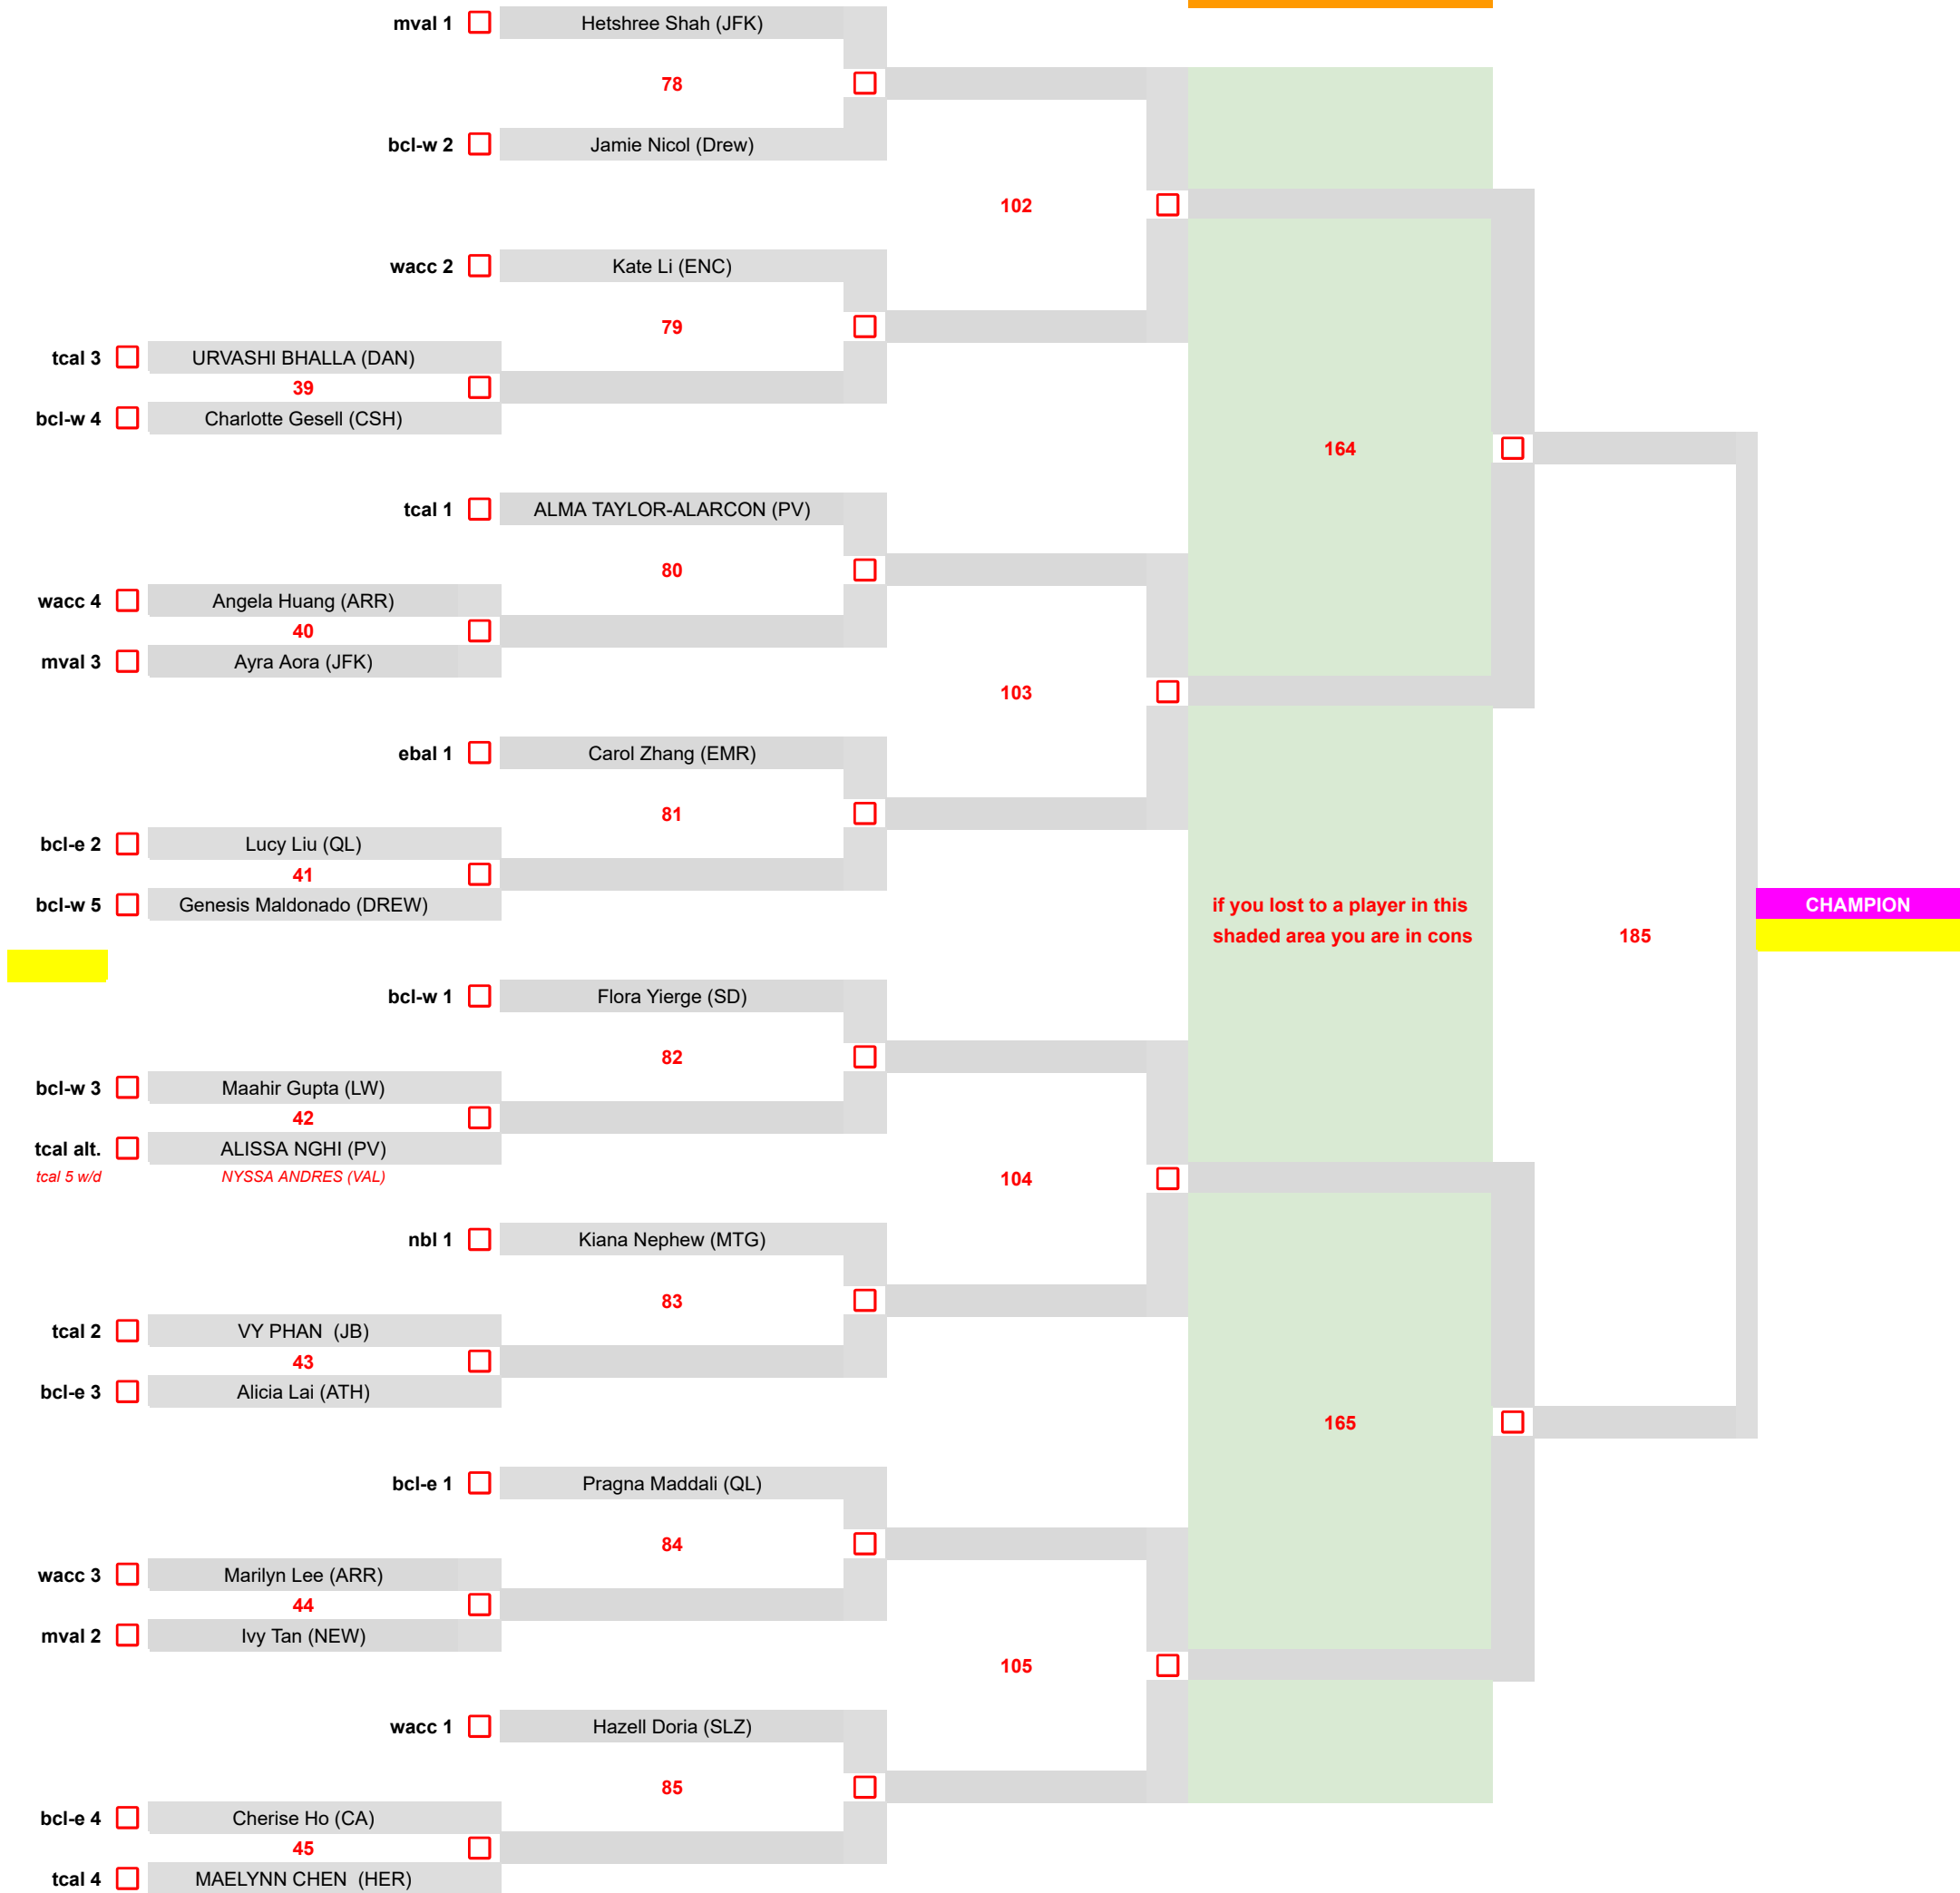 mval 1 Hetshree Shah (JFK)
78
bcl-w 2 Jamie Nicol (Drew)
102
wacc 2 Kate Li (ENC)
79
tcal 3 URVASHI BHALLA (DAN)
39
bcl-w 4 Charlotte Gesell (CSH)
164
tcal 1 ALMA TAYLOR-ALARCON (PV)
80
wacc 4 Angela Huang (ARR)
40
mval 3 Ayra Aora (JFK)
103
ebal 1 Carol Zhang (EMR)
81
bcl-e 2 Lucy Liu (QL)
41
bcl-w 5 Genesis Maldonado (DREW)
if you lost to a player in this
shaded area you are in cons
185
CHAMPION
bcl-w 1 Flora Yierge (SD)
82
bcl-w 3 Maahir Gupta (LW)
42
tcal alt. ALISSA NGHI (PV)
tcal 5 w/d NYSSA ANDRES (VAL)
104
nbl 1 Kiana Nephew (MTG)
83
tcal 2 VY PHAN (JB)
43
bcl-e 3 Alicia Lai (ATH)
165
bcl-e 1 Pragna Maddali (QL)
84
wacc 3 Marilyn Lee (ARR)
44
mval 2 Ivy Tan (NEW)
105
wacc 1 Hazell Doria (SLZ)
85
bcl-e 4 Cherise Ho (CA)
45
tcal 4 MAELYNN CHEN (HER)